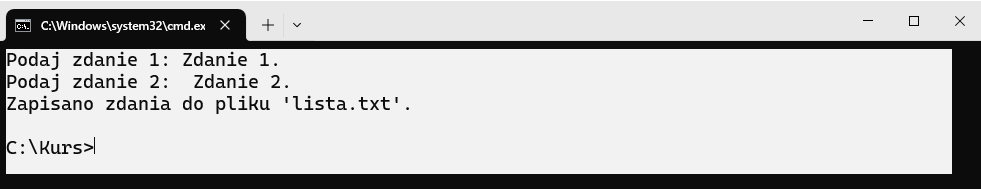 C:\Windows\system32\cmd.ex
Podaj zdanie 1: Zdanie 1.
Podaj zdanie 2:  Zdanie 2.
Zapisano zdania do pliku 'lista.txt'.
C:\Kurs>